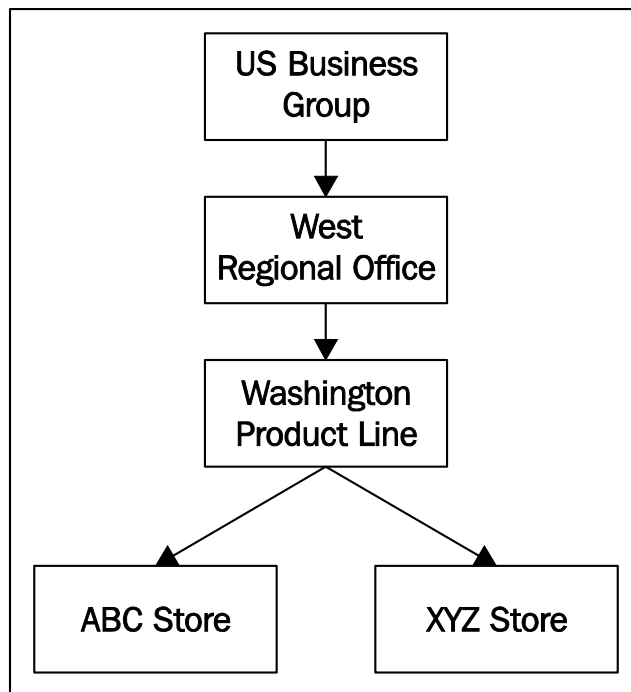 US Business
Group
West
Regional Office
Washington
Product Line
ABC Store
XYZ Store